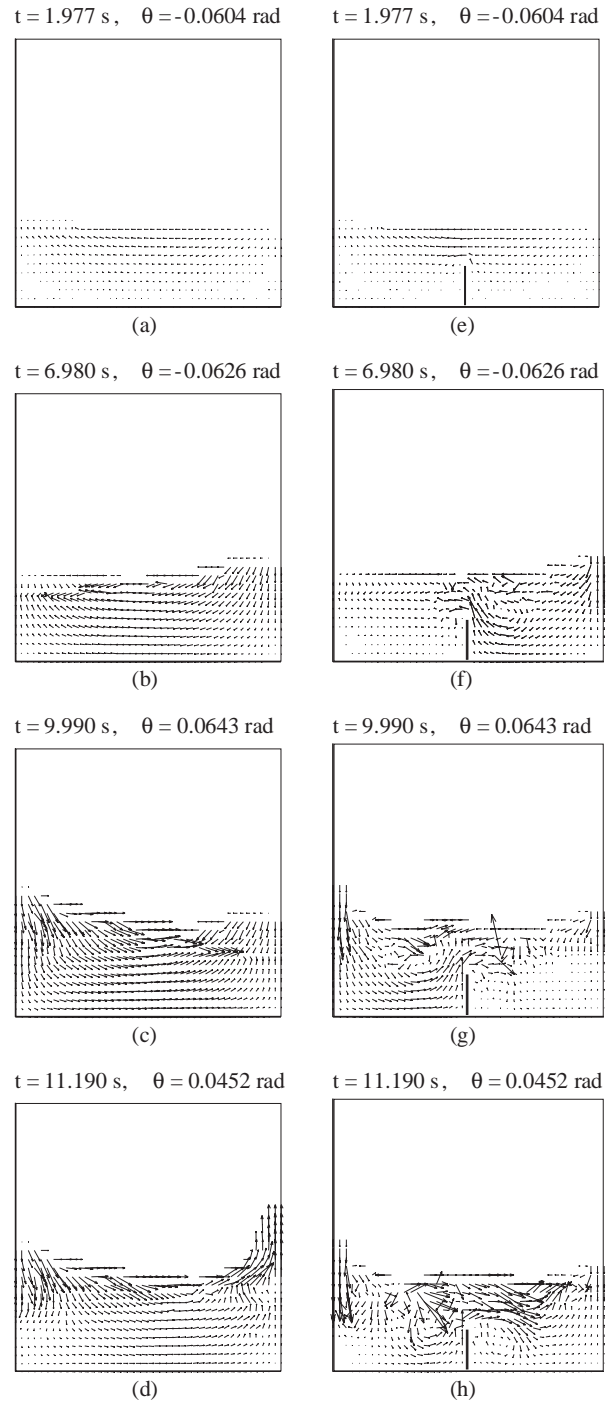 t = 1.977 s, θ = -0.0604 rad
t = 1.977 s, θ = -0.0604 rad
(a)
(e)
t = 6.980 s, θ = -0.0626 rad
t = 6.980 s, θ = -0.0626 rad
(b)
(f)
t = 9.990 s, θ = 0.0643 rad
t = 9.990 s, θ = 0.0643 rad
(c)
(g)
t = 11.190 s, θ = 0.0452 rad
t = 11.190 s, θ = 0.0452 rad
(d)
(h)